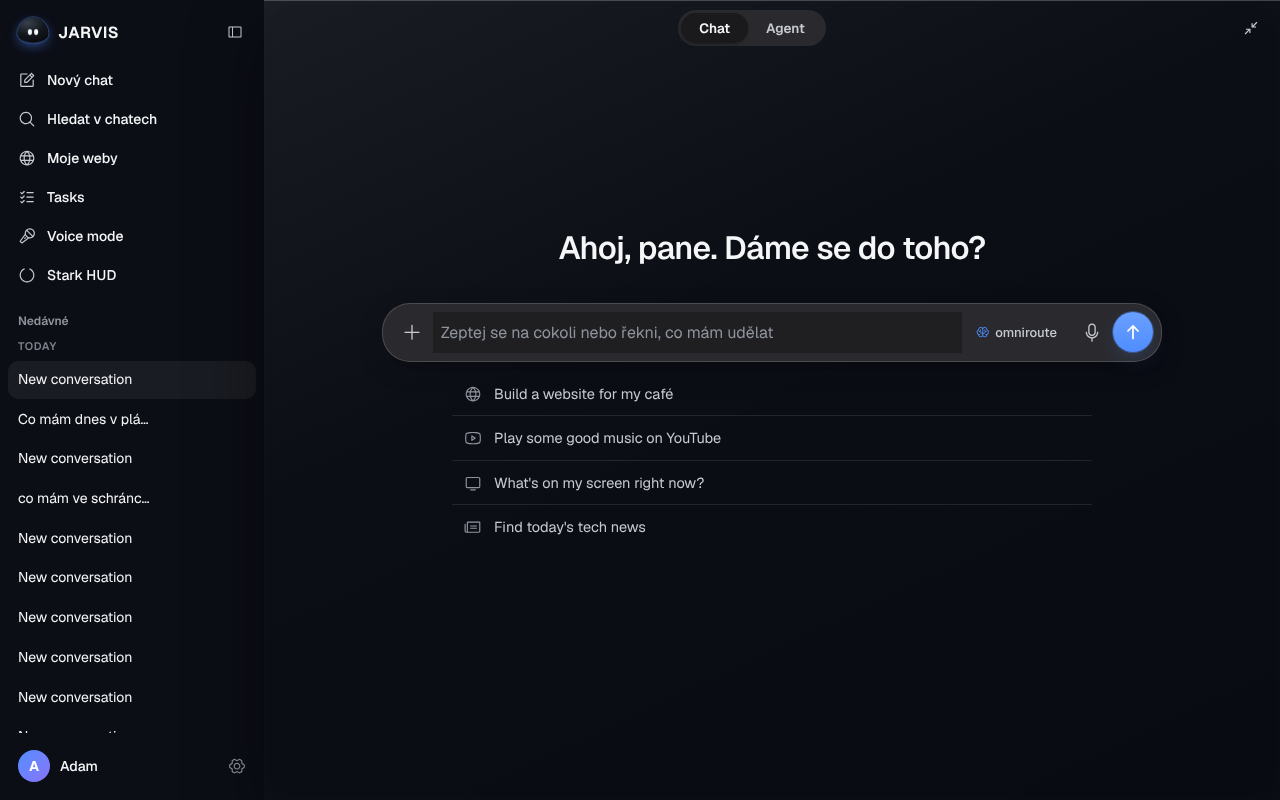 JARVIS
Nový chat
Hledat v chatech
Moje weby
Tasks
Voice mode
Stark HUD
Nedávné
TODAY
New conversation
Co mám dnes v plá…
New conversation
co mám ve schránc…
New conversation
New conversation
New conversation
New conversation
New conversation
A
Adam
Chat
Agent
Ahoj, pane. Dáme se do toho?
Zeptej se na cokoli nebo řekni, co mám udělat
omniroute
Build a website for my café
Play some good music on YouTube
What's on my screen right now?
Find today's tech news